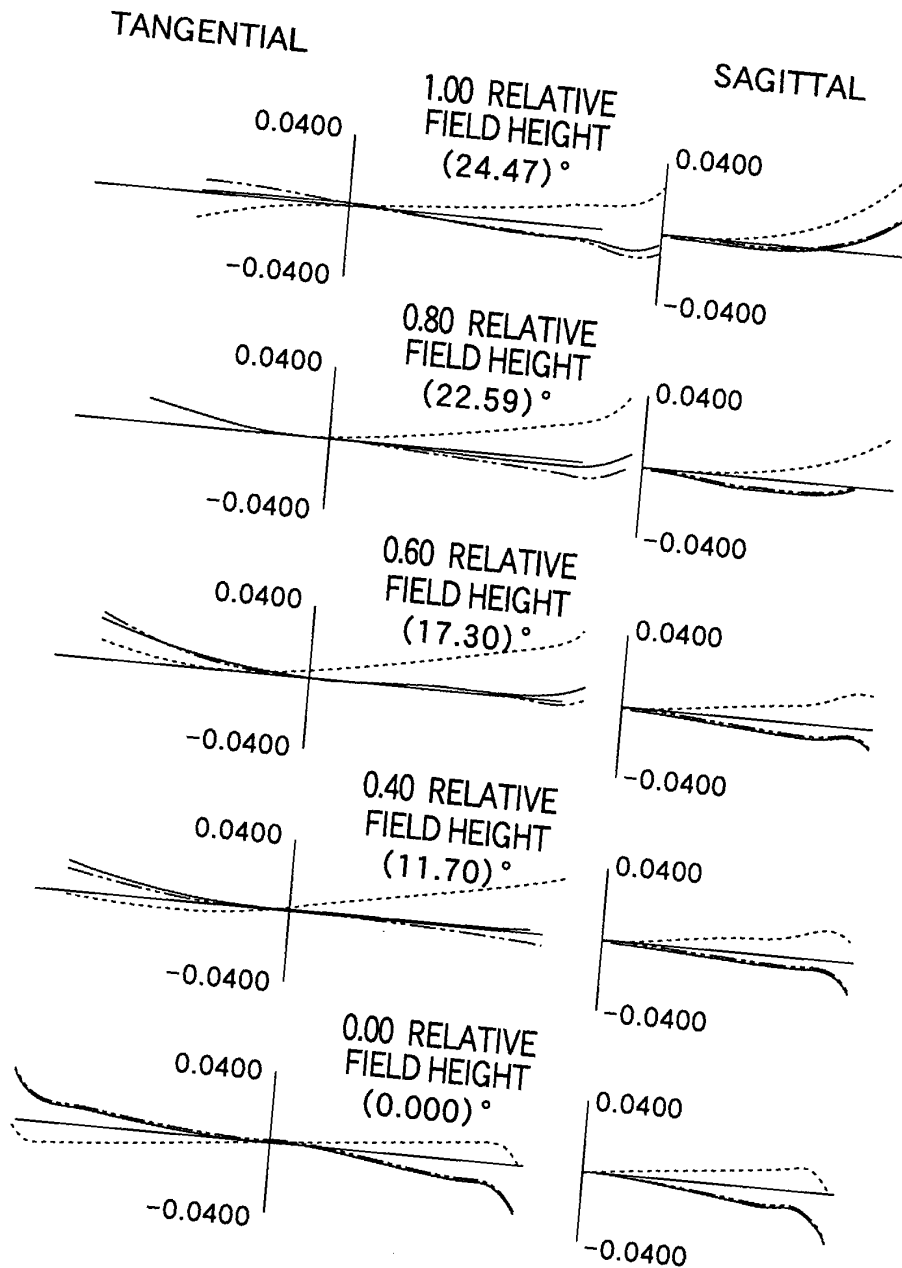 TANGENTIAL
SAGITTAL
1.00 RELATIVE
FIELD HEIGHT
(24.47)°
0.0400
-0.0400
0.0400
-0.0400
0.80 RELATIVE
FIELD HEIGHT
(22.59)°
0.0400
-0.0400
0.0400
-0.0400
0.60 RELATIVE
FIELD HEIGHT
(17.30)°
0.0400
-0.0400
0.0400
-0.0400
0.40 RELATIVE
FIELD HEIGHT
(11.70)°
0.0400
-0.0400
0.0400
-0.0400
0.00 RELATIVE
FIELD HEIGHT
(0.000)°
0.0400
-0.0400
0.0400
-0.0400